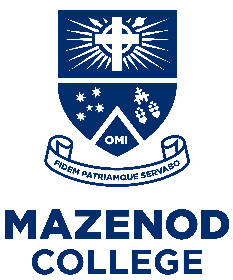 OMI
FIDEM PATRIAMQUE SERVABO
MAZENOD
COLLEGE